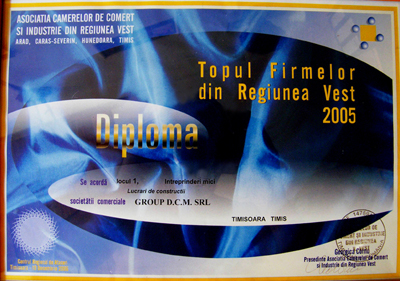 ASOCIATIA CAMERELOR DE COMERT
SI INDUSTRIE DIN REGIUNEA VEST
ARAD, CARAS-SEVERIN, HUNEDOARA, TIMIS
Topul Firmelor
din Regiunea Vest
2005
Diploma
Se acordă locul 1, Intreprinderi mici
Lucrari de constructii
societătii comerciale GROUP D.C.M. SRL
TIMISOARA TIMIS
Presedinte Asociatia Camerelor de Comert
si Industrie din Regiunea Vest